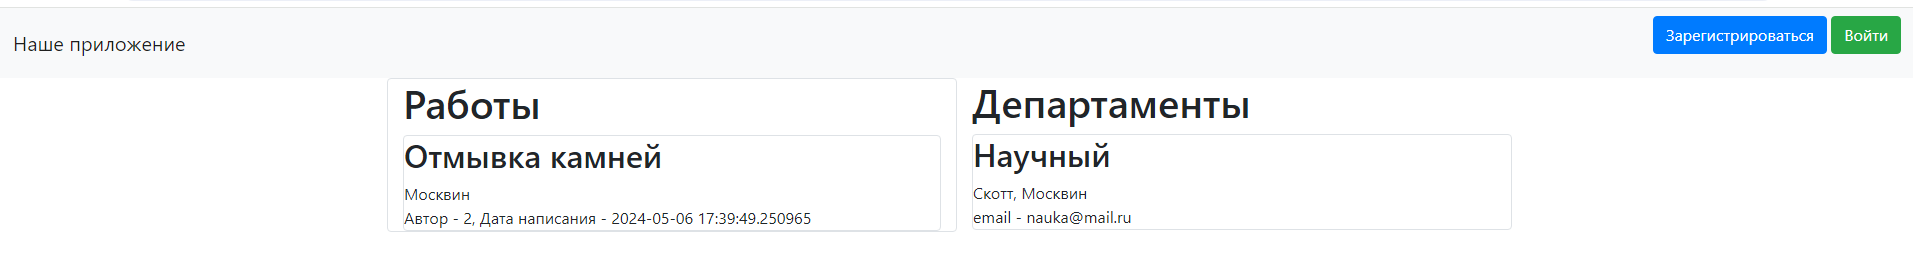 Наше приложение
Зарегистрироваться
Войти
Работы
Отмывка камней
Москвин
Автор - 2, Дата написания - 2024-05-06 17:39:49.250965
Департаменты
Научный
Скотт, Москвин
email - nauka@mail.ru